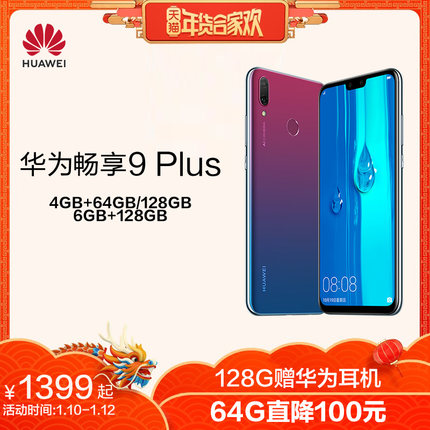 天猫 年货合家欢
HUAWEI
华为畅享9 Plus
4GB+64GB/128GB
6GB+128GB
HUAWEI
08:08
¥1399起
活动时间:1.10-1.12
128G赠华为耳机
64G直降100元